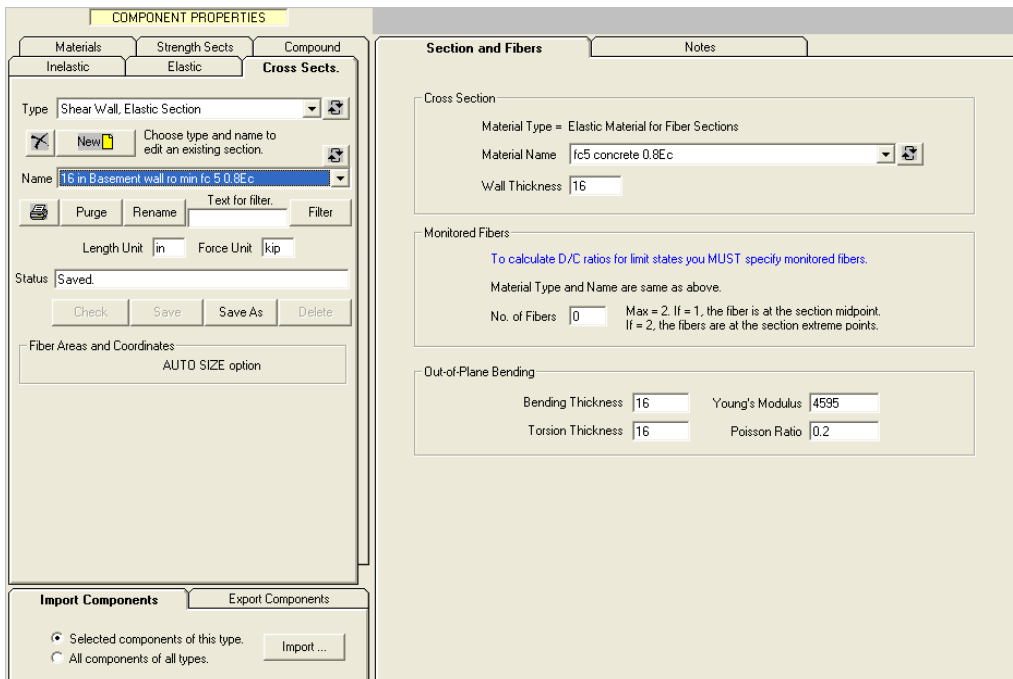 COMPONENT PROPERTIES
Materials Strength Sects Compound
Inelastic Elastic Cross Sects.
Type Shear Wall, Elastic Section
New Choose type and name to
edit an existing section.
Name 16 in Basement wall ro min fc 5 0.8Ec
Text for filter.
Purge Rename Filter
Length Unit in Force Unit kip
Status Saved.
Check Save Save As Delete
Fiber Areas and Coordinates
AUTO SIZE option
Import Components Export Components
Selected components of this type.
All components of all types.
Import ...
Section and Fibers Notes
Cross Section
Material Type = Elastic Material for Fiber Sections
Material Name fc5 concrete 0.8Ec
Wall Thickness 16
Monitored Fibers
To calculate D/C ratios for limit states you MUST specify monitored fibers.
Material Type and Name are same as above.
No. of Fibers 0 Max = 2. If = 1, the fiber is at the section midpoint.
If = 2, the fibers are at the section extreme points.
Out-of-Plane Bending
Bending Thickness 16 Young's Modulus 4595
Torsion Thickness 16 Poisson Ratio 0.2